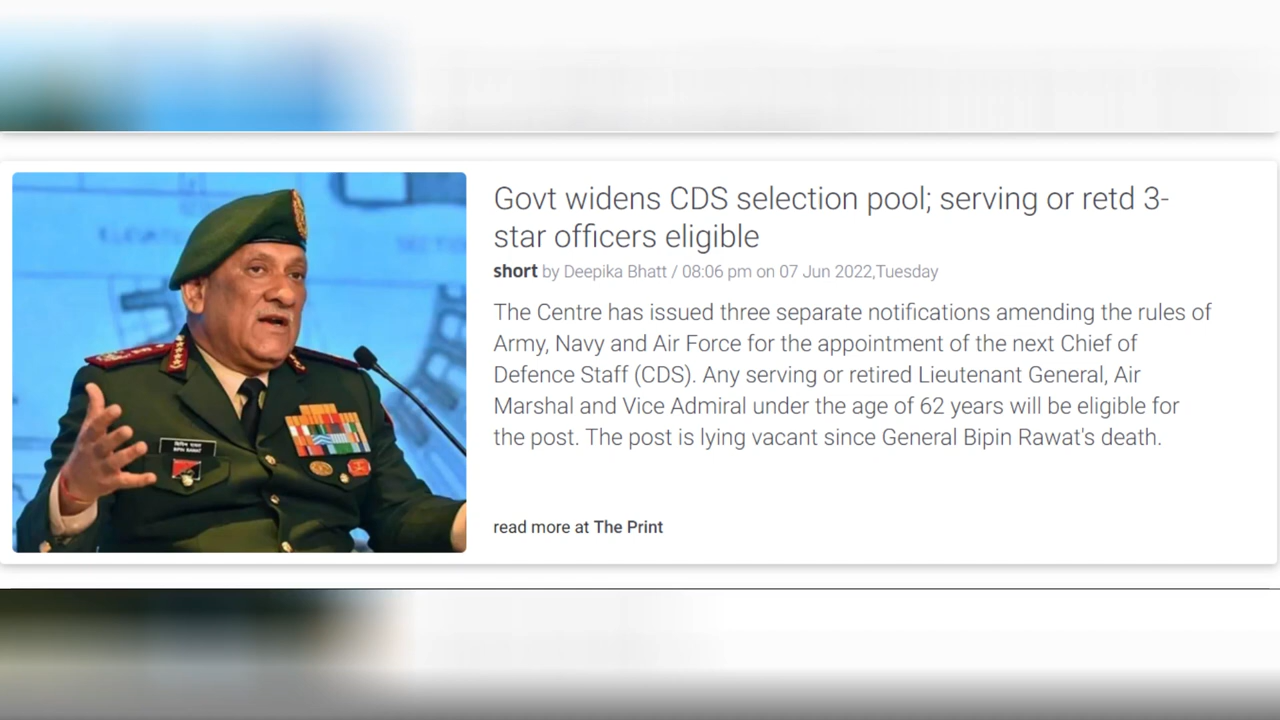 Govt widens CDS selection pool; serving or retd 3-
star officers eligible
short by Deepika Bhatt / 08:06 pm on 07 Jun 2022,Tuesday
The Centre has issued three separate notifications amending the rules of
Army, Navy and Air Force for the appointment of the next Chief of
Defence Staff (CDS). Any serving or retired Lieutenant General, Air
Marshal and Vice Admiral under the age of 62 years will be eligible for
the post. The post is lying vacant since General Bipin Rawat's death.
read more at The Print
बिपिन रावत
BIPIN RAWAT